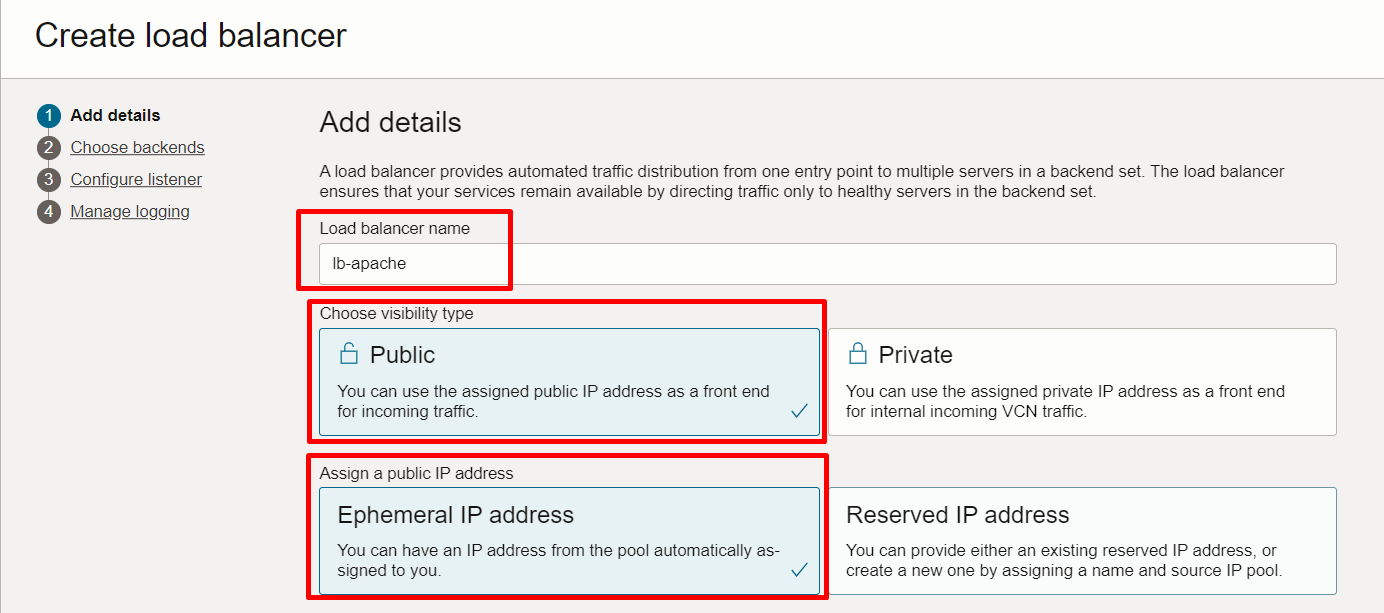 Create load balancer
1 Add details
2 Choose backends
3 Configure listener
4 Manage logging
Add details
A load balancer provides automated traffic distribution from one entry point to multiple servers in a backend set. The load balancer
ensures that your services remain available by directing traffic only to healthy servers in the backend set.
Load balancer name
lb-apache
Choose visibility type
Public
You can use the assigned public IP address as a front end
for incoming traffic.
Private
You can use the assigned private IP address as a front end
for internal incoming VCN traffic.
Assign a public IP address
Ephemeral IP address
You can have an IP address from the pool automatically as-
signed to you.
Reserved IP address
You can provide either an existing reserved IP address, or
create a new one by assigning a name and source IP pool.